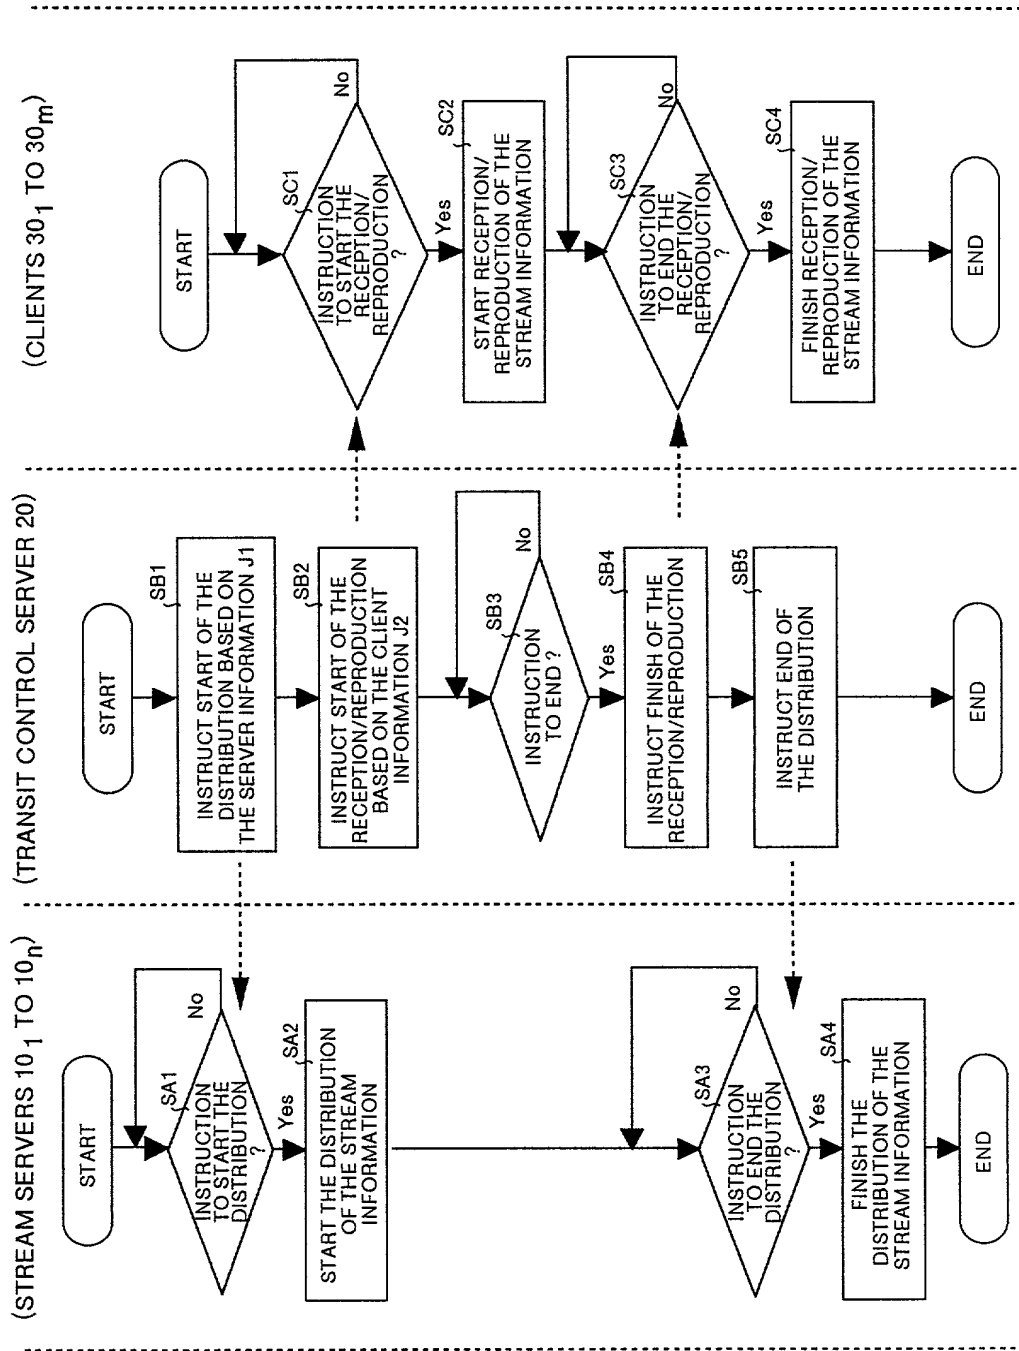 (STREAM SERVERS 10₁ TO 10ₙ)
START
SA1
INSTRUCTION
TO START THE
DISTRIBUTION
?
No
Yes
SA2
START THE DISTRIBUTION
OF THE STREAM
INFORMATION
SA3
INSTRUCTION
TO END THE
DISTRIBUTION
?
No
Yes
SA4
FINISH THE
DISTRIBUTION OF THE
STREAM INFORMATION
END
(TRANSIT CONTROL SERVER 20)
START
SB1
INSTRUCT START OF THE
DISTRIBUTION BASED ON
THE SERVER INFORMATION J1
SB2
INSTRUCT START OF THE
RECEPTION/REPRODUCTION
BASED ON THE CLIENT
INFORMATION J2
SB3
INSTRUCTION
TO END ?
No
Yes
SB4
INSTRUCT FINISH OF THE
RECEPTION/REPRODUCTION
SB5
INSTRUCT END OF
THE DISTRIBUTION
END
(CLIENTS 30₁ TO 30ₘ)
START
SC1
INSTRUCTION
TO START THE
RECEPTION/
REPRODUCTION
?
No
Yes
SC2
START RECEPTION/
REPRODUCTION OF THE
STREAM INFORMATION
SC3
INSTRUCTION
TO END THE
RECEPTION/
REPRODUCTION
?
No
Yes
SC4
FINISH RECEPTION/
REPRODUCTION OF THE
STREAM INFORMATION
END